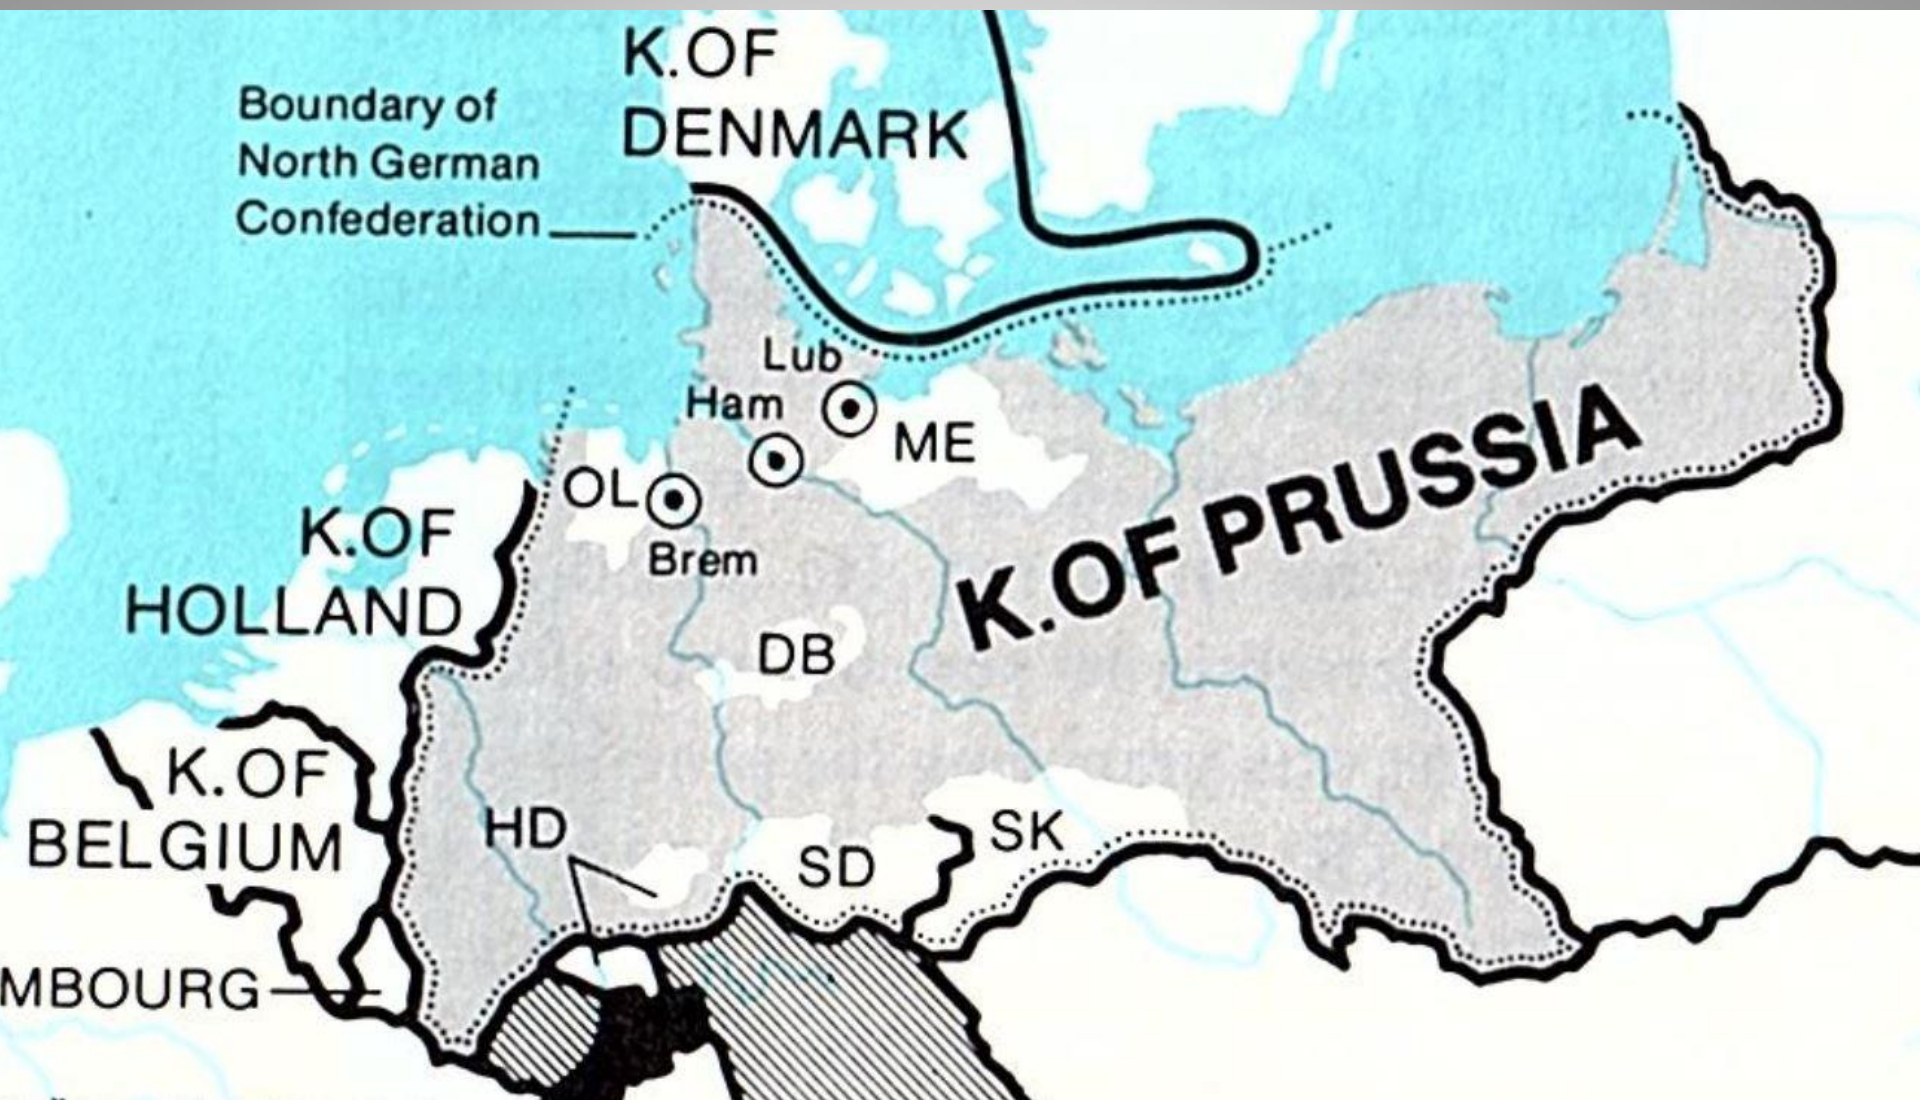 K.OF
DENMARK
Boundary of
North German
Confederation
Lub
Ham
ME
OL
Brem
K.OF
HOLLAND
K.OF PRUSSIA
DB
K.OF
BELGIUM
HD
SD
SK
MBOURG